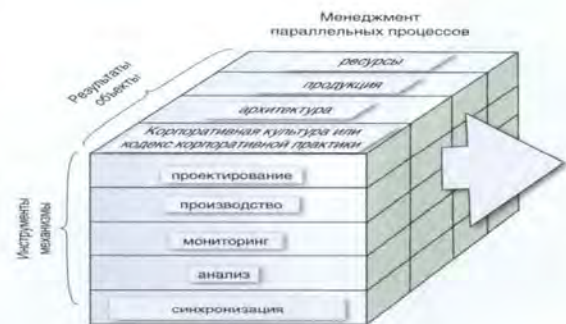 Менеджмент
параллельных процессов
Результаты
объекты
ресурсы
продукция
архитектура
Корпоративная культура или
кодекс корпоративной практики
Инструменты
механизмы
проектирование
производство
мониторинг
анализ
синхронизация